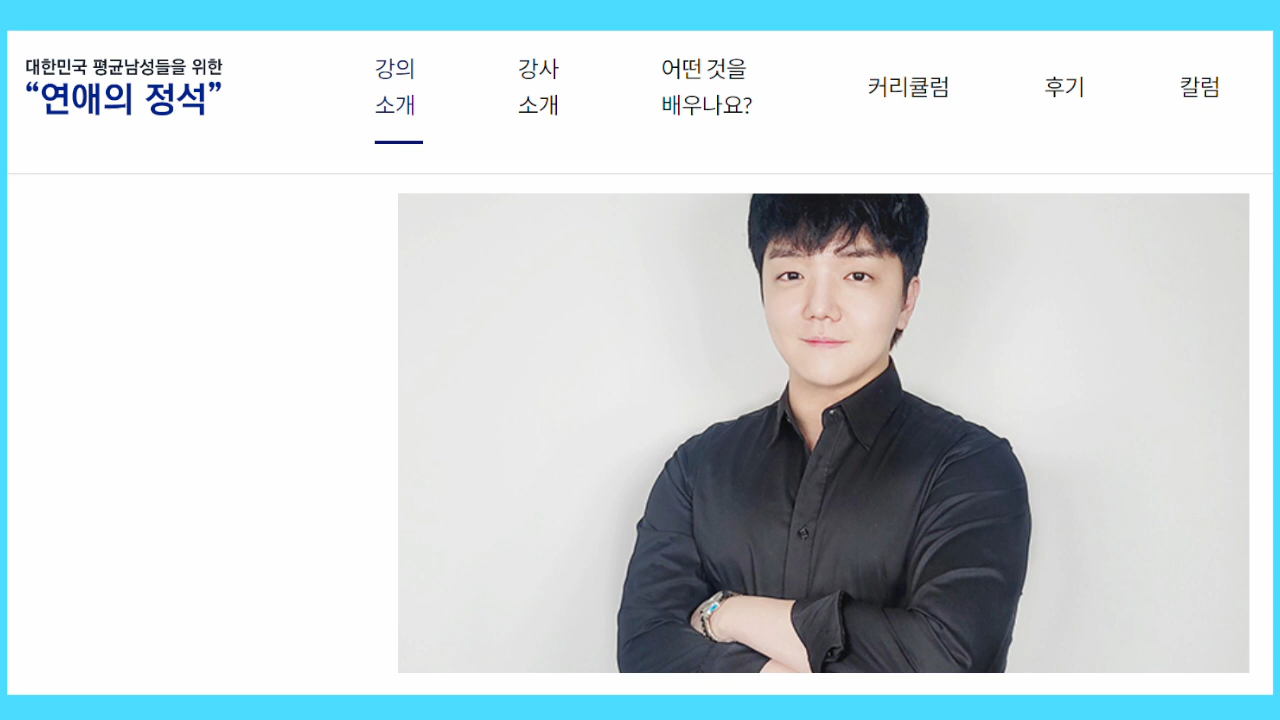 대한민국 평균남성들을 위한
“연애의 정석”
강의
소개
강사
소개
어떤 것을
배우나요?
커리큘럼
후기
칼럼